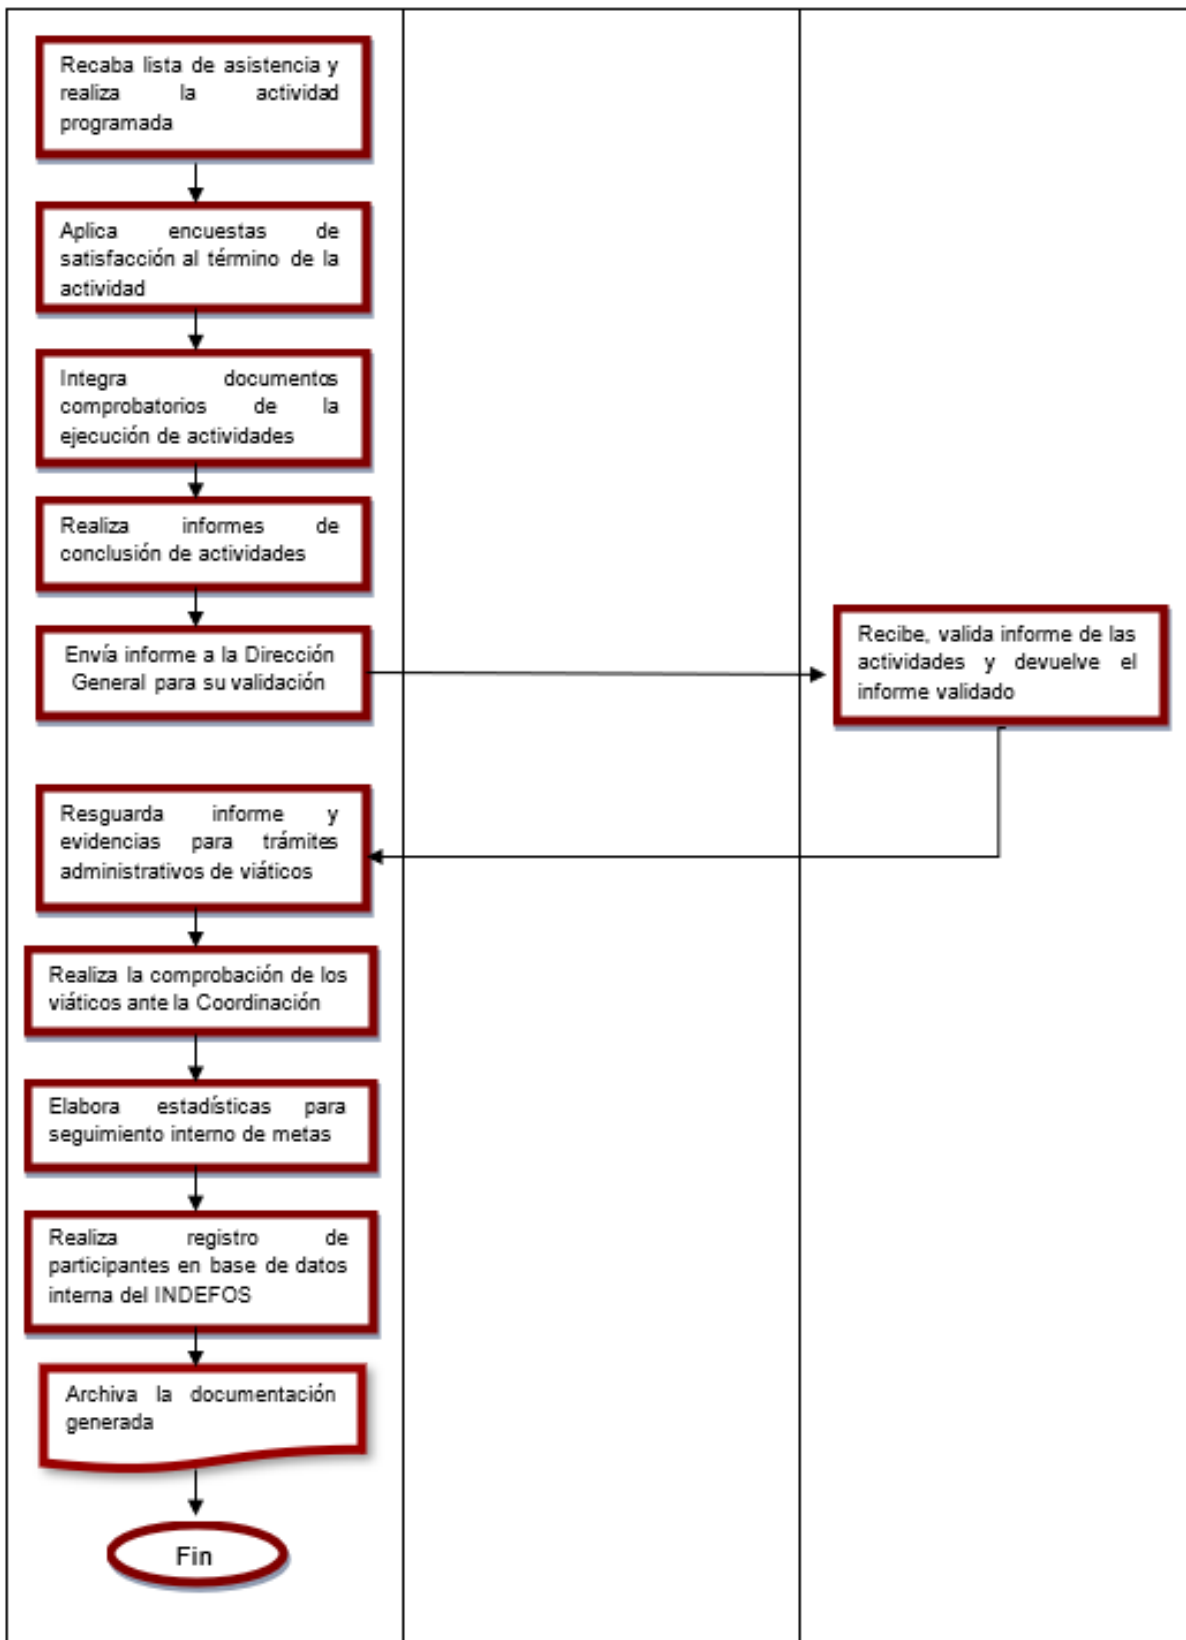 Recaba lista de asistencia y
realiza la actividad
programada
Aplica encuestas de
satisfacción al término de la
actividad
Integra documentos
comprobatorios de la
ejecución de actividades
Realiza informes de
conclusión de actividades
Envía informe a la Dirección
General para su validación
Recibe, valida informe de las
actividades y devuelve el
informe validado
Resguarda informe y
evidencias para trámites
administrativos de viáticos
Realiza la comprobación de los
viáticos ante la Coordinación
Elabora estadísticas para
seguimiento interno de metas
Realiza registro de
participantes en base de datos
interna del INDEFOS
Archiva la documentación
generada
Fin